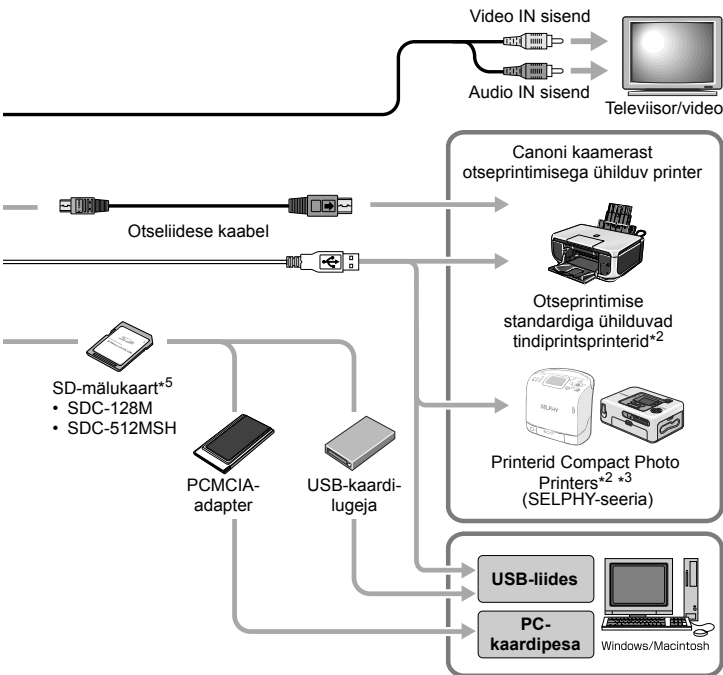 Video IN sisend
Audio IN sisend
Televiisor/video
Canoni kaamerast
otseprintimisega ühilduv printer
Otseliidese kaabel
Otseprintimise
standardiga ühilduvad
tindiprintsprinterid*2
SD-mälukaart*5
• SDC-128M
• SDC-512MSH
SELPHY
PCMCIA-
adapter
USB-kaardi-
lugeja
Printerid Compact Photo
Printers*2 *3
(SELPHY-seeria)
USB-liides
PC-
kaardipesa
Windows/Macintosh